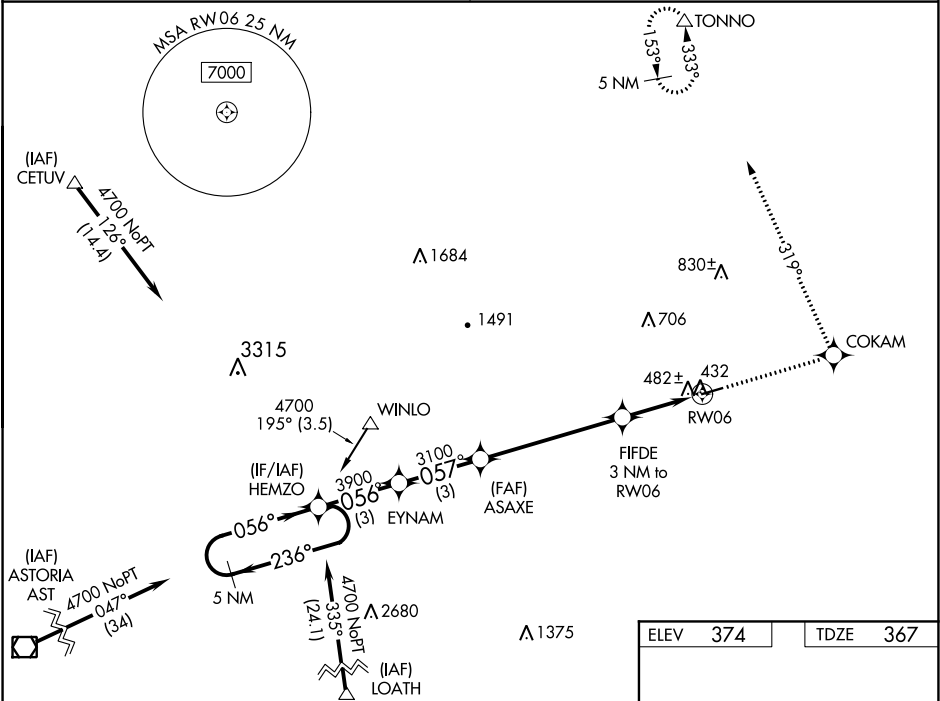 MSA RW06 25 NM
7000
TONNO
153°
333°
5 NM
(IAF)
CETUV
4700 NoPT
126°
(14.4)
1684
830±
319°
1491
706
COKAM
3315
482±
432
RW06
4700
195° (3.5)
WINLO
FIFDE
3 NM to
RW06
(IF/IAF)
HEMZO
3900
056°
(3)
3100
057°
(3)
EYNAM
(FAF)
ASAXE
056°
236°
5 NM
(IAF)
ASTORIA
AST
4700 NoPT
047°
(34)
4700 NoPT
335°
(24.1)
2680
1375
(IAF)
LOATH
ELEV 374
TDZE 367